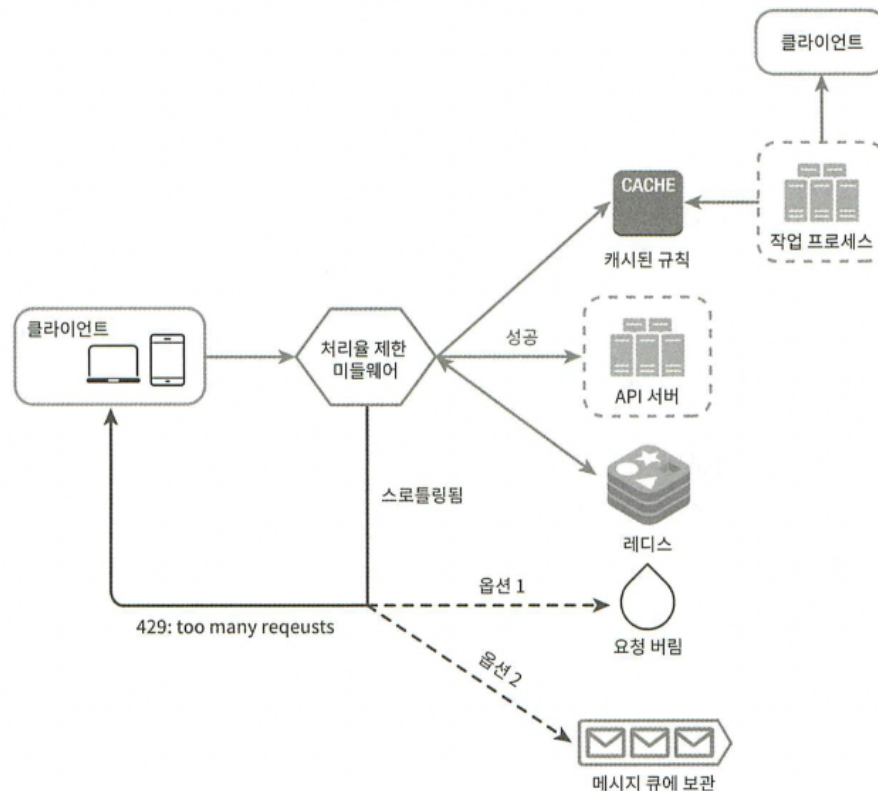 클라이언트
CACHE
작업 프로세스
캐시된 규칙
클라이언트
처리율 제한
미들웨어
성공
API 서버
스로틀링됨
레디스
옵션 1
429: too many reqeusts
요청 버림
옵션 2
메시지 큐에 보관